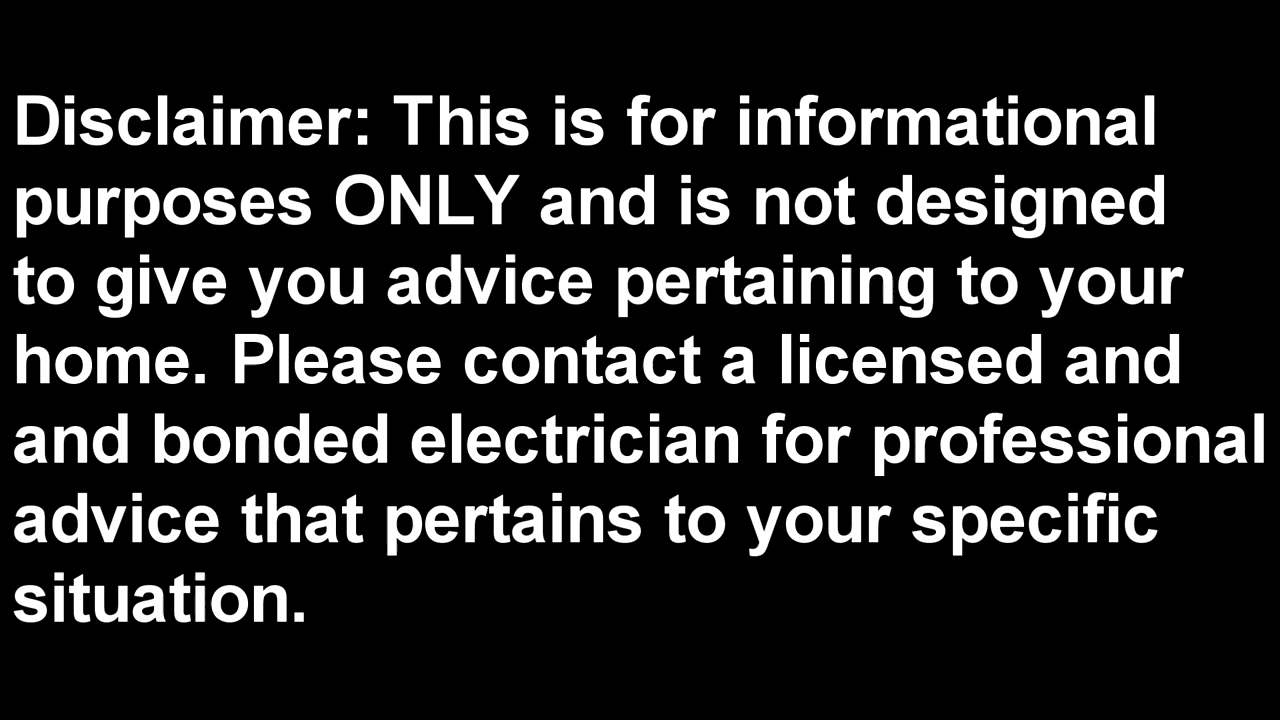 Disclaimer: This is for informational
purposes ONLY and is not designed
to give you advice pertaining to your
home. Please contact a licensed and
and bonded electrician for professional
advice that pertains to your specific
situation.